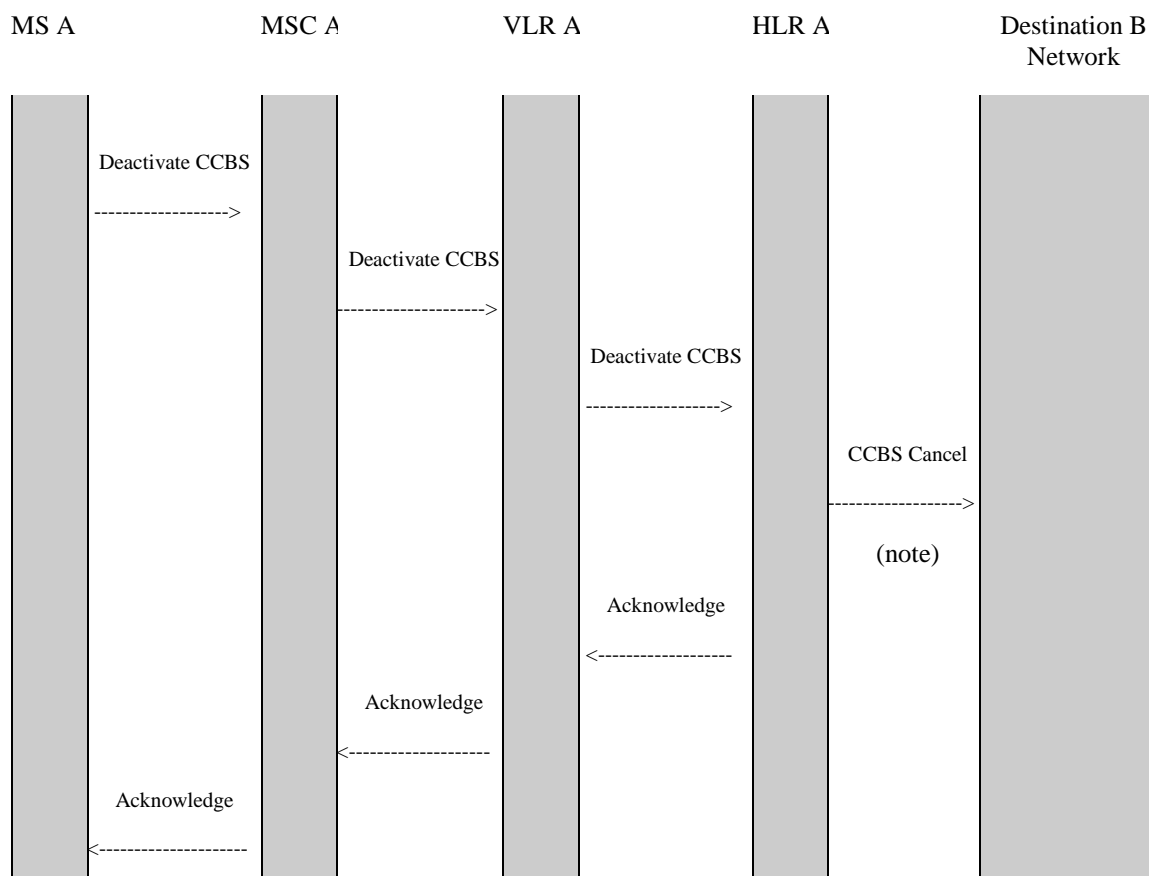 MS A
MSC A
VLR A
HLR A
Destination B
Network
Deactivate CCBS
Deactivate CCBS
Deactivate CCBS
CCBS Cancel
(note)
Acknowledge
Acknowledge
Acknowledge